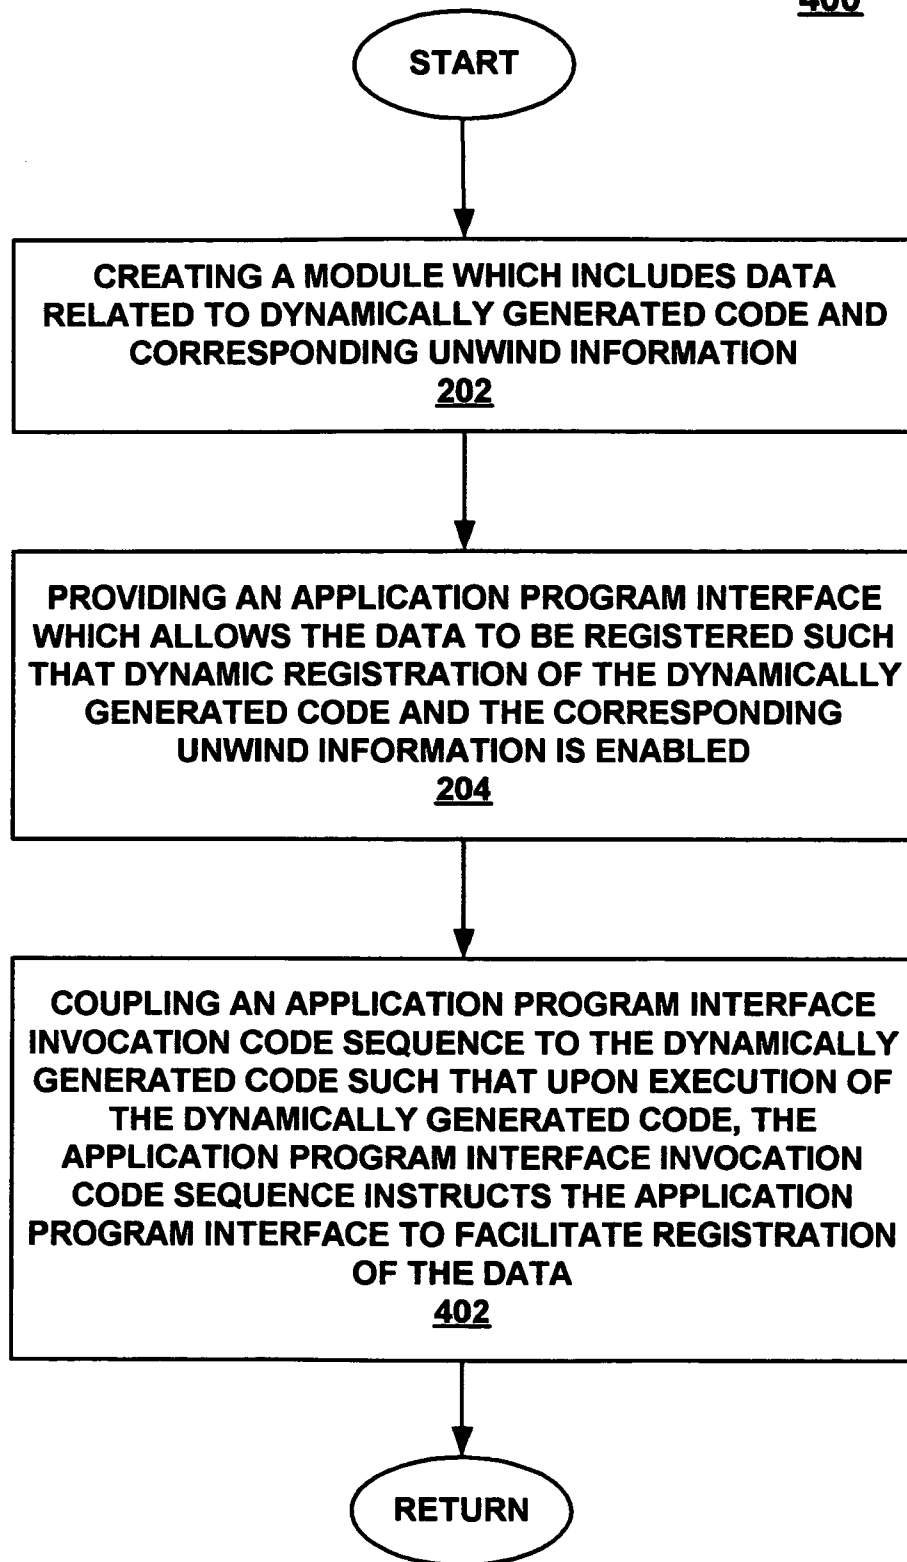 400
START
CREATING A MODULE WHICH INCLUDES DATA
RELATED TO DYNAMICALLY GENERATED CODE AND
CORRESPONDING UNWIND INFORMATION
202
PROVIDING AN APPLICATION PROGRAM INTERFACE
WHICH ALLOWS THE DATA TO BE REGISTERED SUCH
THAT DYNAMIC REGISTRATION OF THE DYNAMICALLY
GENERATED CODE AND THE CORRESPONDING
UNWIND INFORMATION IS ENABLED
204
COUPLING AN APPLICATION PROGRAM INTERFACE
INVOCATION CODE SEQUENCE TO THE DYNAMICALLY
GENERATED CODE SUCH THAT UPON EXECUTION OF
THE DYNAMICALLY GENERATED CODE, THE
APPLICATION PROGRAM INTERFACE INVOCATION
CODE SEQUENCE INSTRUCTS THE APPLICATION
PROGRAM INTERFACE TO FACILITATE REGISTRATION
OF THE DATA
402
RETURN